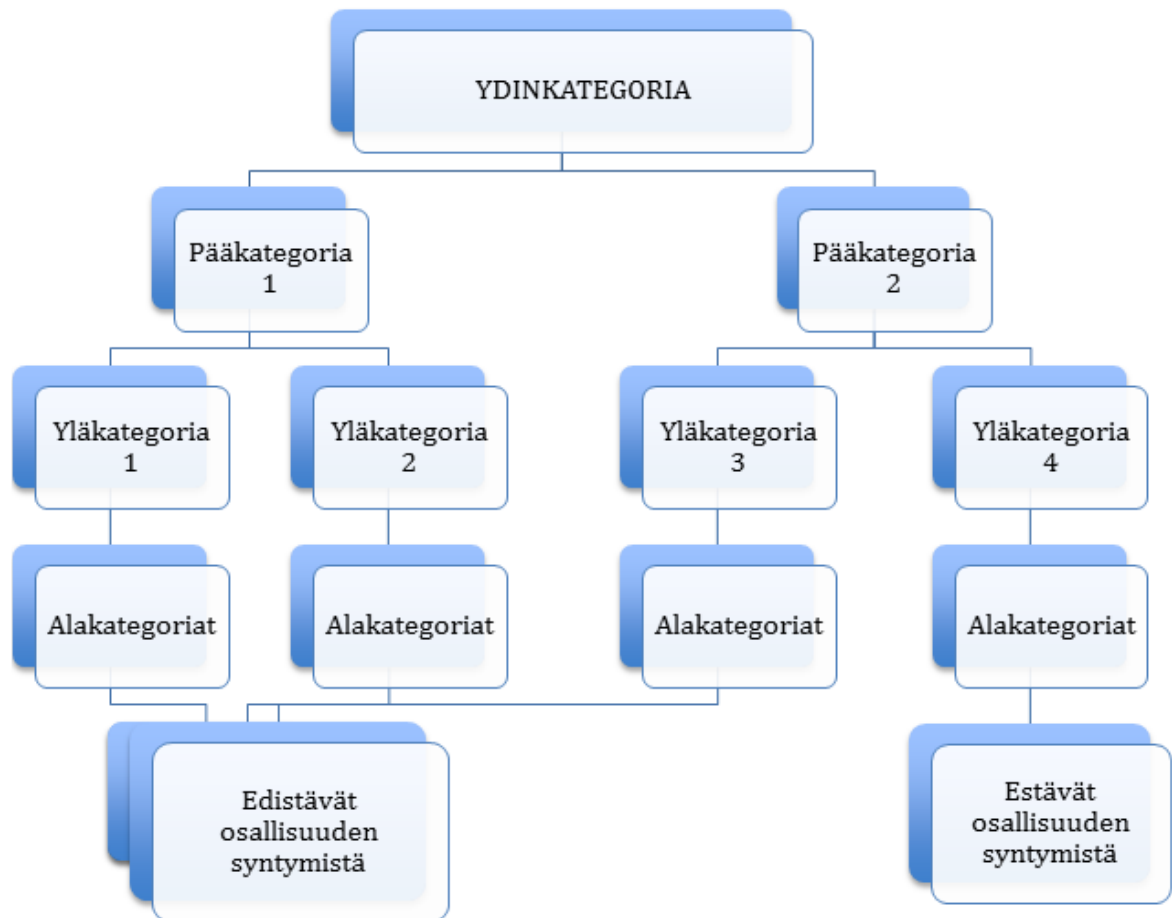 YDINKATEGORIA
Pääkategoria
1
Pääkategoria
2
Yläkategoria
1
Yläkategoria
2
Yläkategoria
3
Yläkategoria
4
Alakategoriat
Alakategoriat
Alakategoriat
Alakategoriat
Edistävät
osallisuuden
syntymistä
Estävät
osallisuuden
syntymistä